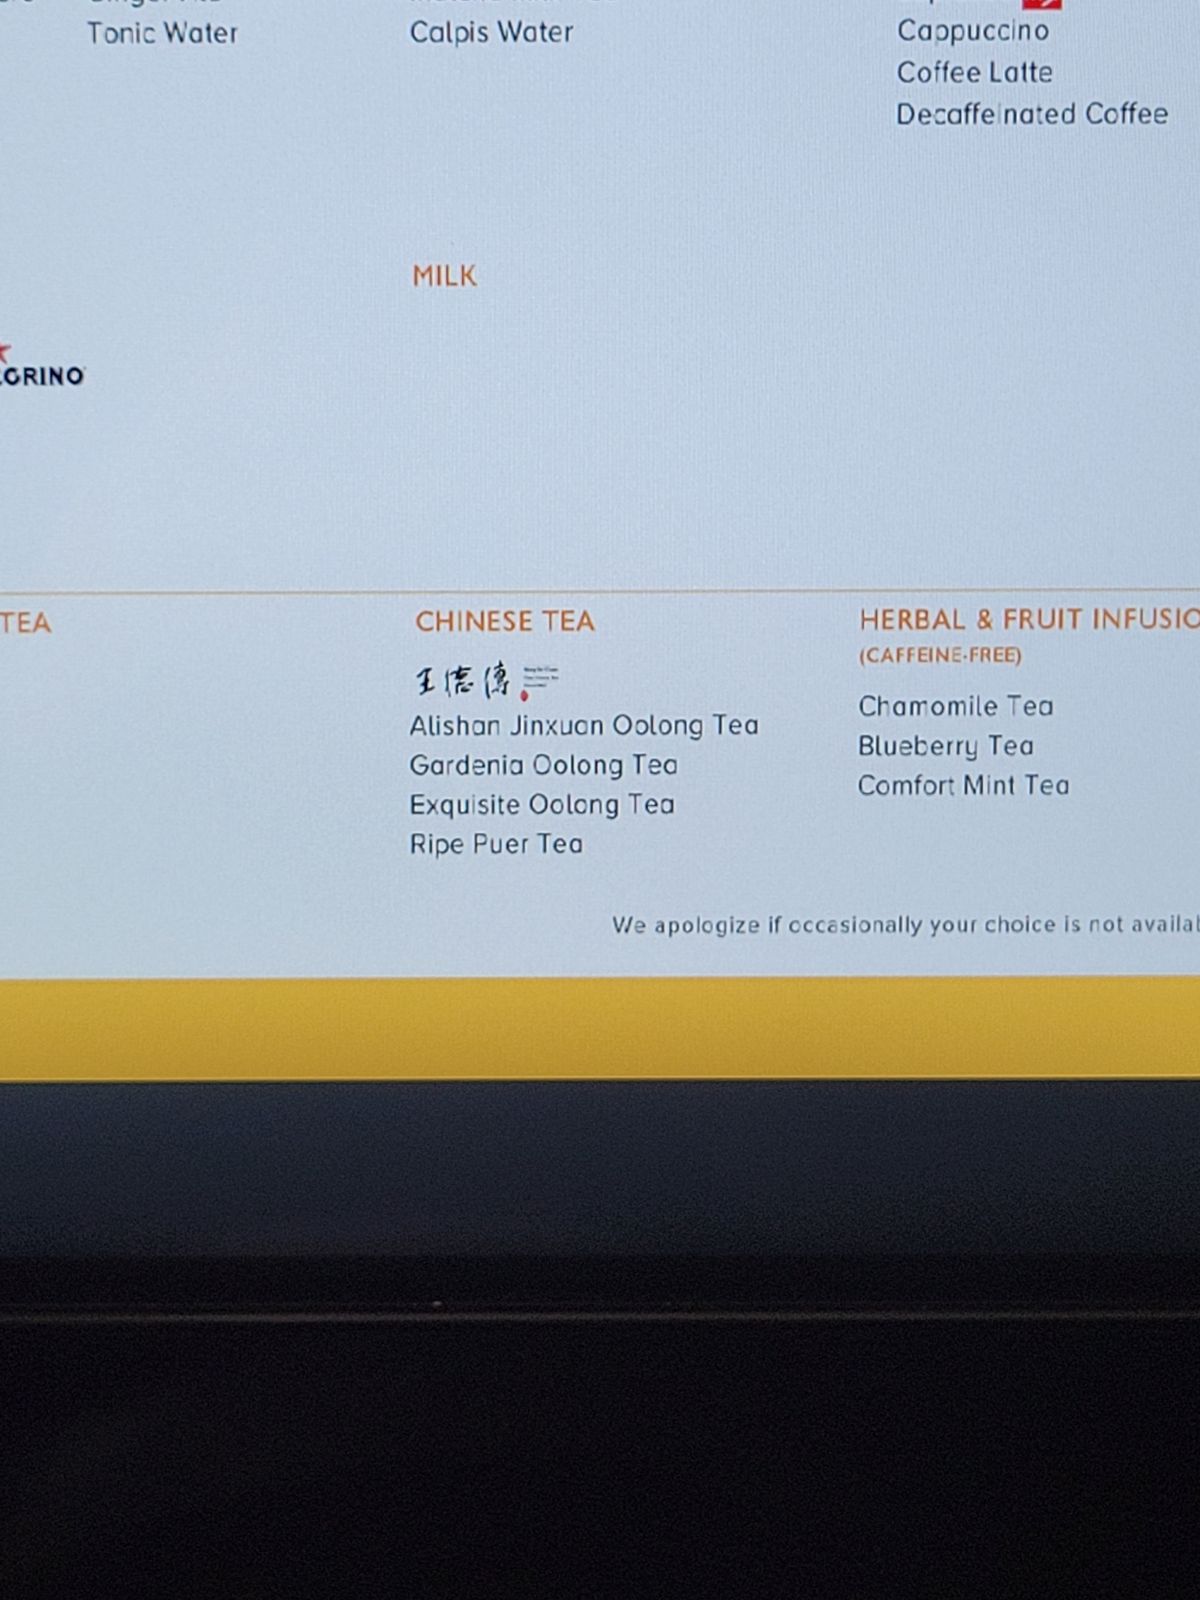 Tonic Water
Calpis Water
Cappuccino
Coffee Latte
Decaffeinated Coffee
MILK
GRINO
TEA
CHINESE TEA
王德傳
Alishan Jinxuan Oolong Tea
Gardenia Oolong Tea
Exquisite Oolong Tea
Ripe Puer Tea
HERBAL & FRUIT INFUSIO
(CAFFEINE-FREE)
Chamomile Tea
Blueberry Tea
Comfort Mint Tea
We apologize if occasionally your choice is not availab